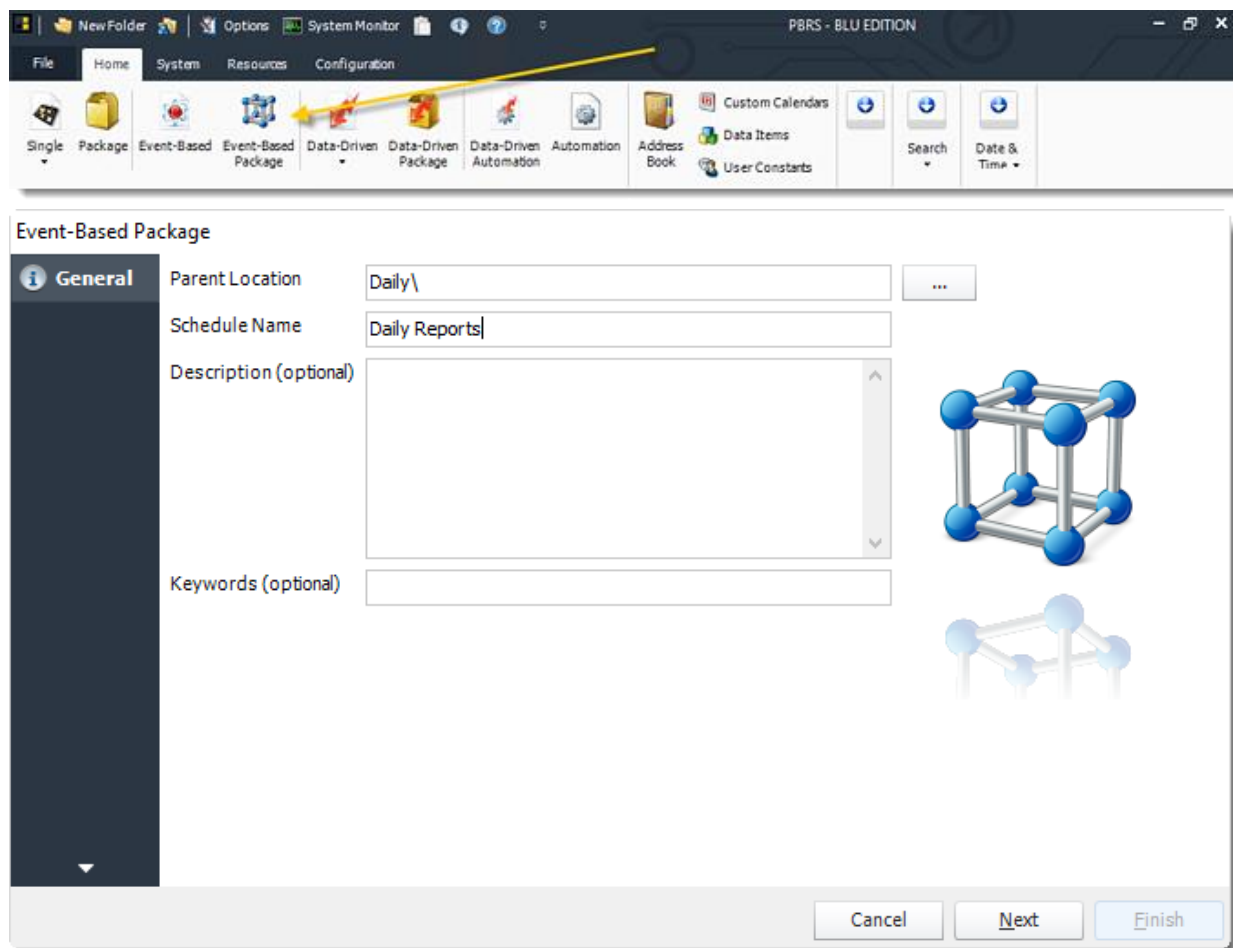 New Folder Options System Monitor PBRS - BLU EDITION
File Home System Resources Configuration
Single Package Event-Based Event-Based Package Data-Driven Data-Driven Package Data-Driven Automation Automation Address Book Custom Calendars Search Date & Time
Data Items
User Constants
Event-Based Package
General
Parent Location Daily\ ...
Schedule Name Daily Reports
Description (optional)
Keywords (optional)
Cancel Next Finish